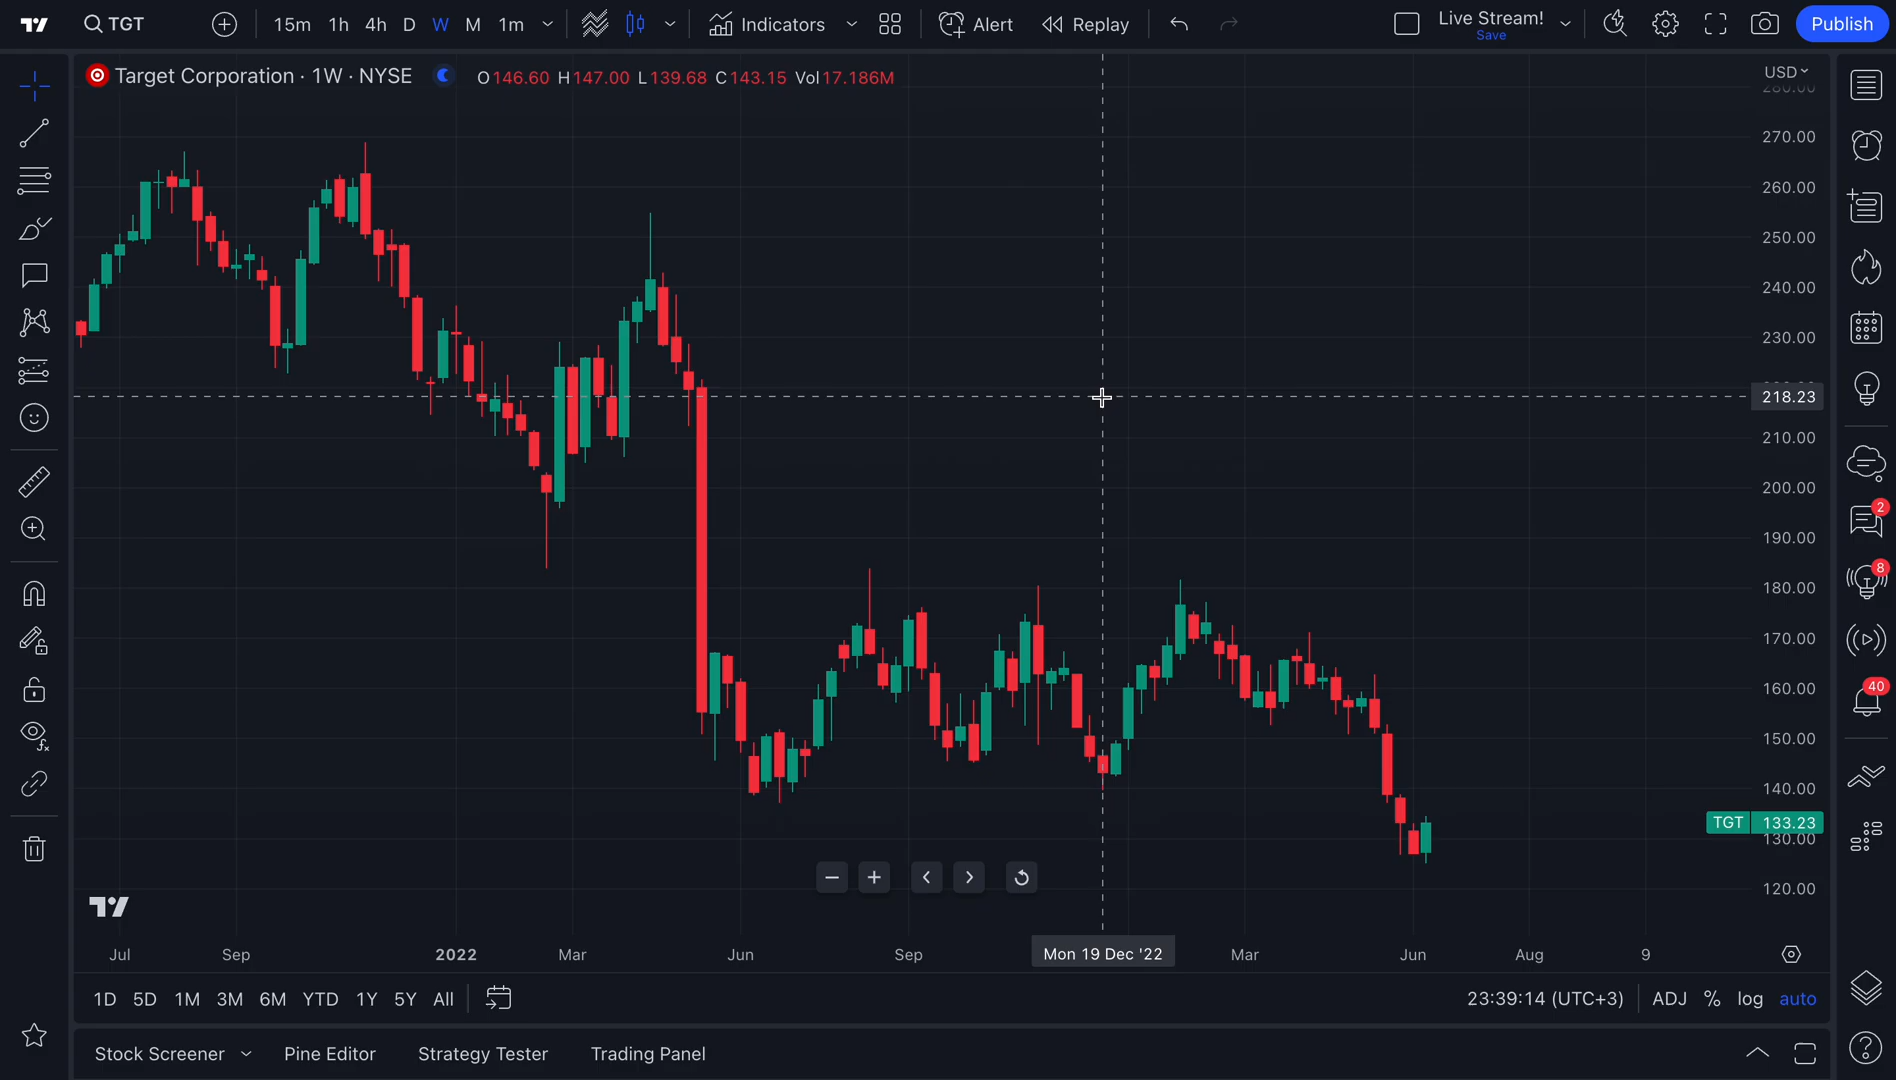 TGT
15m 1h 4h D W M 1m
Indicators
Alert
Replay
Live Stream!
Save
Publish
Target Corporation · 1W · NYSE
O146.60 H147.00 L139.68 C143.15 Vol17.186M
USD
280.00
270.00
260.00
250.00
240.00
230.00
218.23
210.00
200.00
190.00
180.00
170.00
160.00
150.00
140.00
TGT 133.23
130.00
120.00
2
8
40
Jul Sep 2022 Mar Jun Sep Mon 19 Dec '22 Mar Jun Aug 9
1D 5D 1M 3M 6M YTD 1Y 5Y All
23:39:14 (UTC+3) ADJ % log auto
Stock Screener Pine Editor Strategy Tester Trading Panel